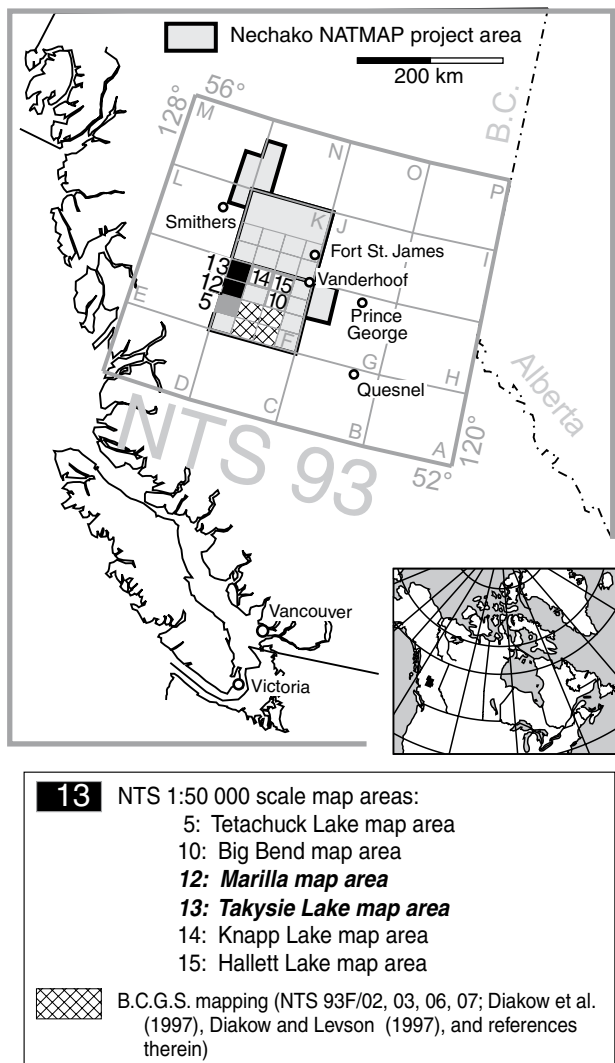 Nechako NATMAP project area
200 km
56°
128°
B.C.
M
N
O
P
L
K
J
I
Smithers
Fort St. James
13
14
15
Vanderhoof
12
10
5
E
Prince
George
F
G
H
Quesnel
Alberta
D
C
B
A
NTS 93
52°
120°
Vancouver
Victoria
13
NTS 1:50 000 scale map areas:
5: Tetachuck Lake map area
10: Big Bend map area
12: Marilla map area
13: Takysie Lake map area
14: Knapp Lake map area
15: Hallett Lake map area
B.C.G.S. mapping (NTS 93F/02, 03, 06, 07; Diakow et al.
(1997), Diakow and Levson (1997), and references
therein)